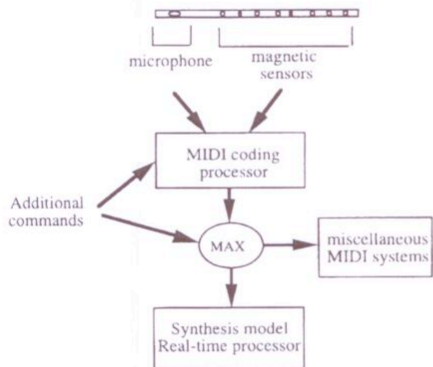 microphone
magnetic
sensors
MIDI coding
processor
Additional
commands
MAX
miscellaneous
MIDI systems
Synthesis model
Real-time processor